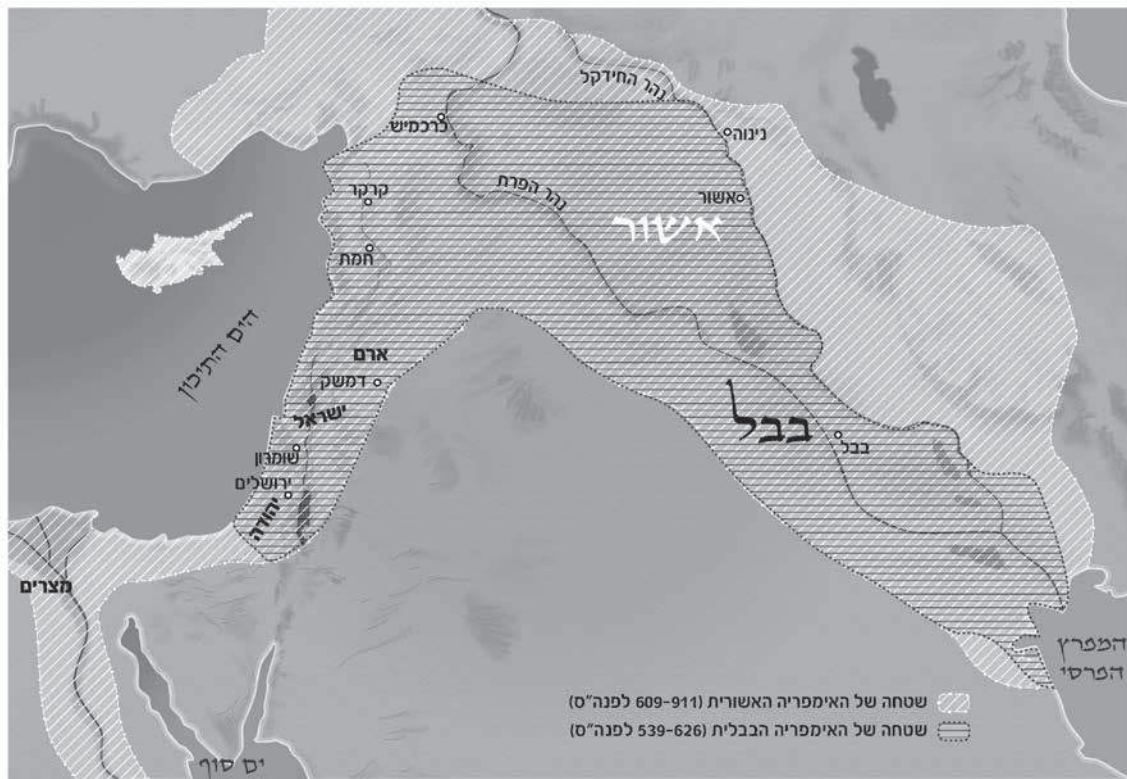 נהר החידקל
כרכמיש
נינוה
קרקר
נהר הפרת
אשור
אשור
חמת
הים התיכון
ארם
דמשק
ישראל
בבל
בבל
שומרון
ירושלים
יהודה
מצרים
המפרץ
הפרסי
שטחה של האימפריה האשורית (609-911 לפנה"ס)
שטחה של האימפריה הבבלית (539-626 לפנה"ס)
ים סוף